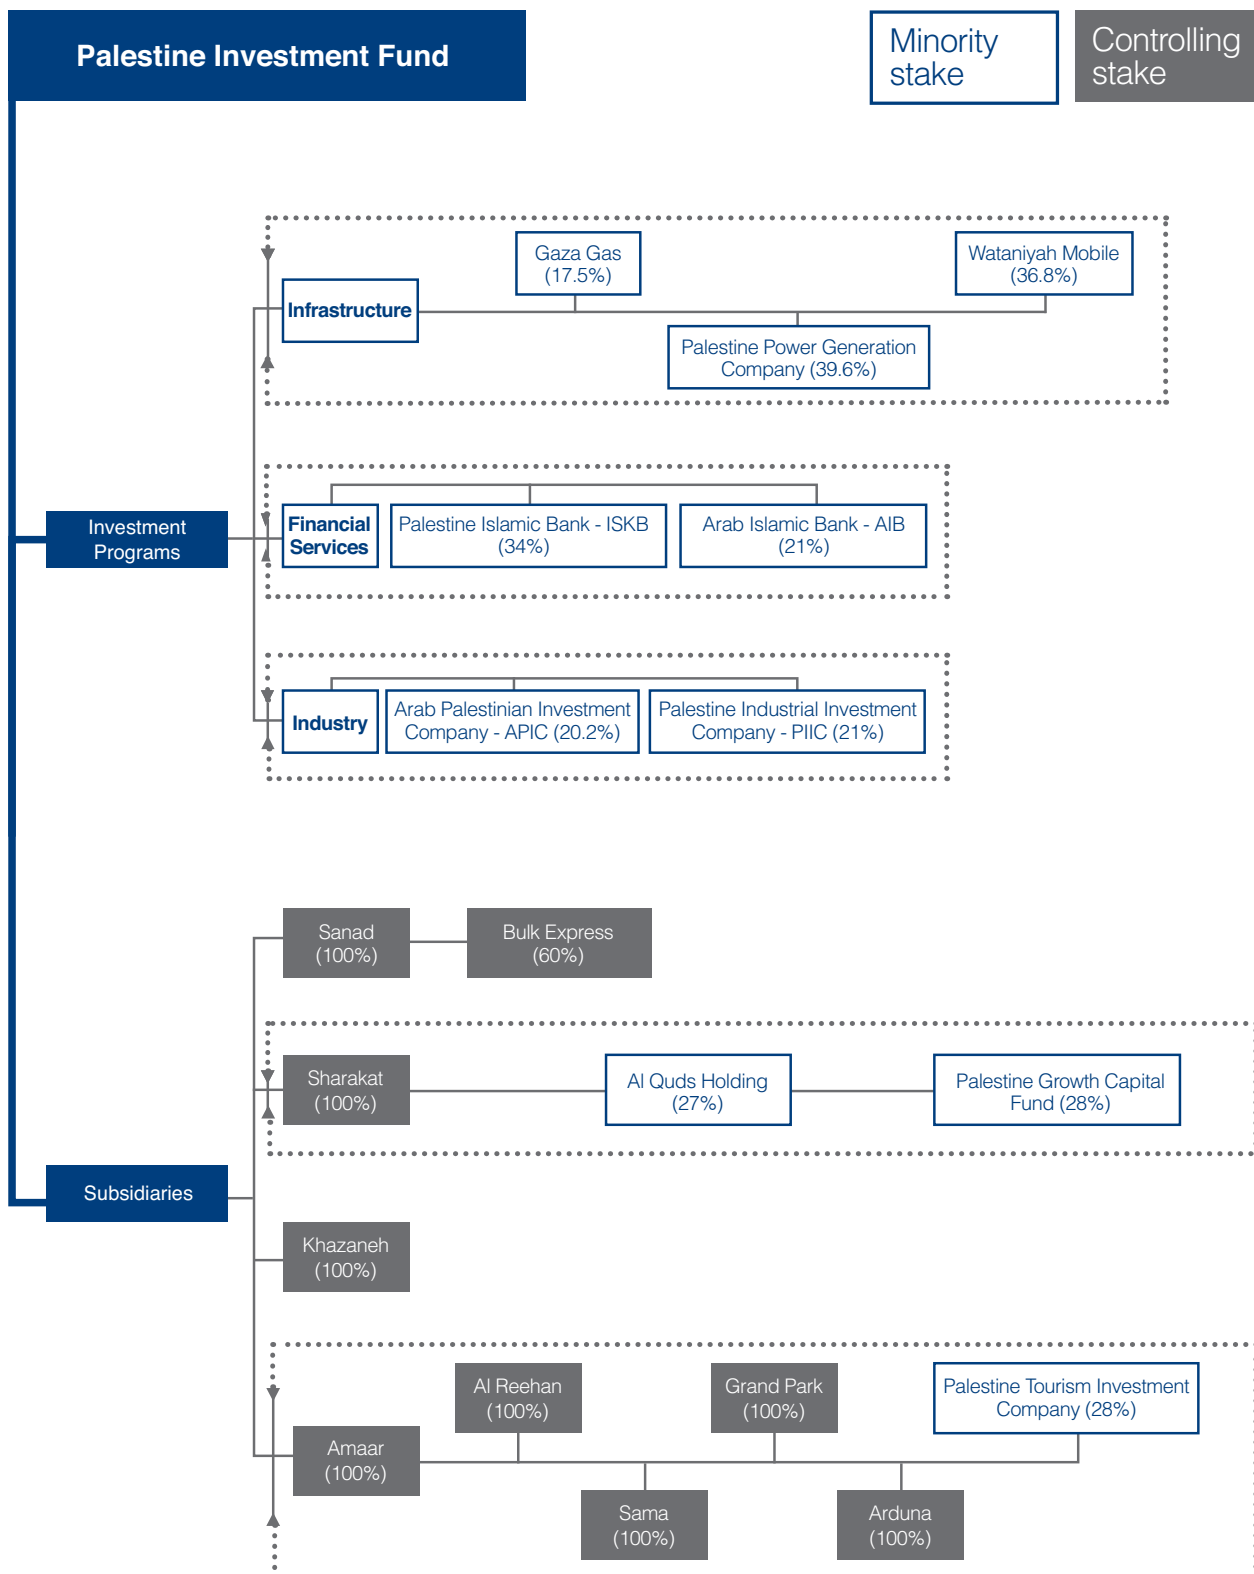 Palestine Investment Fund
Minority
stake
Controlling
stake
Gaza Gas
(17.5%)
Wataniyah Mobile
(36.8%)
Infrastructure
Palestine Power Generation
Company (39.6%)
Investment
Programs
Financial
Services
Palestine Islamic Bank - ISKB
(34%)
Arab Islamic Bank - AIB
(21%)
Industry
Arab Palestinian Investment
Company - APIC (20.2%)
Palestine Industrial Investment
Company - PIIC (21%)
Sanad
(100%)
Bulk Express
(60%)
Sharakat
(100%)
Al Quds Holding
(27%)
Palestine Growth Capital
Fund (28%)
Subsidiaries
Khazaneh
(100%)
Al Reehan
(100%)
Grand Park
(100%)
Palestine Tourism Investment
Company (28%)
Amaar
(100%)
Sama
(100%)
Arduna
(100%)